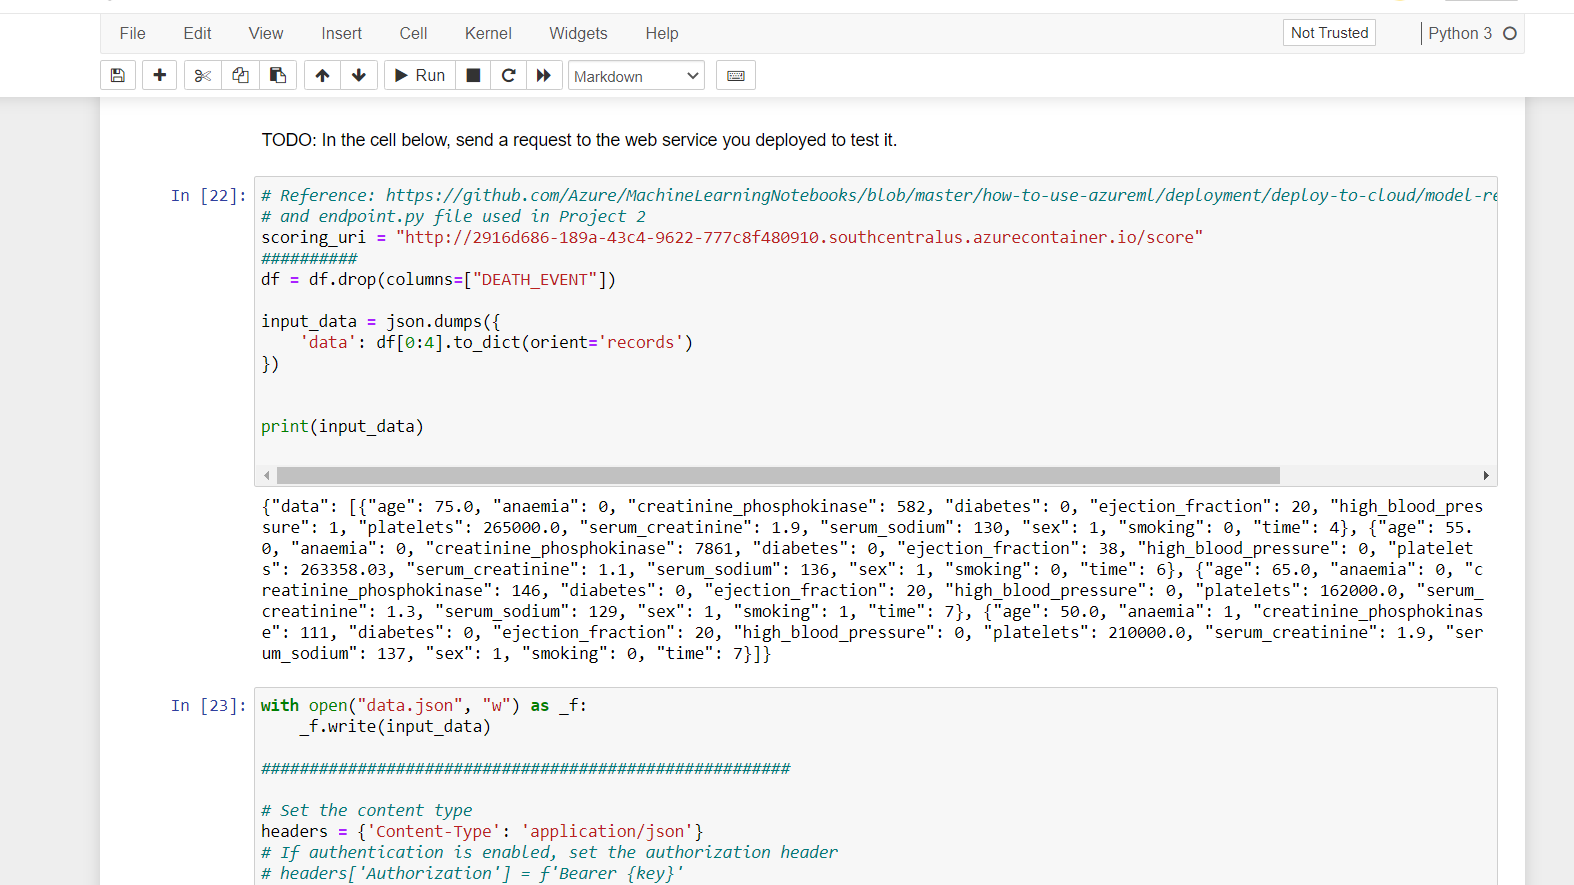 File Edit View Insert Cell Kernel Widgets Help Not Trusted Python 3
Run Markdown
TODO: In the cell below, send a request to the web service you deployed to test it.
In [22]: # Reference: https://github.com/Azure/MachineLearningNotebooks/blob/master/how-to-use-azureml/deployment/deploy-to-cloud/model-re
# and endpoint.py file used in Project 2
scoring_uri = "http://2916d686-189a-43c4-9622-777c8f480910.southcentralus.azurecontainer.io/score"
##########
df = df.drop(columns=["DEATH_EVENT"])
input_data = json.dumps({
    'data': df[0:4].to_dict(orient='records')
})
print(input_data)
{"data": [{"age": 75.0, "anaemia": 0, "creatinine_phosphokinase": 582, "diabetes": 0, "ejection_fraction": 20, "high_blood_pres
sure": 1, "platelets": 265000.0, "serum_creatinine": 1.9, "serum_sodium": 130, "sex": 1, "smoking": 0, "time": 4}, {"age": 55.
0, "anaemia": 0, "creatinine_phosphokinase": 7861, "diabetes": 0, "ejection_fraction": 38, "high_blood_pressure": 0, "platelet
s": 263358.03, "serum_creatinine": 1.1, "serum_sodium": 136, "sex": 1, "smoking": 0, "time": 6}, {"age": 65.0, "anaemia": 0, "c
reatinine_phosphokinase": 146, "diabetes": 0, "ejection_fraction": 20, "high_blood_pressure": 0, "platelets": 162000.0, "serum_
creatinine": 1.3, "serum_sodium": 129, "sex": 1, "smoking": 1, "time": 7}, {"age": 50.0, "anaemia": 1, "creatinine_phosphokinas
e": 111, "diabetes": 0, "ejection_fraction": 20, "high_blood_pressure": 0, "platelets": 210000.0, "serum_creatinine": 1.9, "ser
um_sodium": 137, "sex": 1, "smoking": 0, "time": 7}]}
In [23]: with open("data.json", "w") as _f:
    _f.write(input_data)
#######################################################
# Set the content type
headers = {'Content-Type': 'application/json'}
# If authentication is enabled, set the authorization header
# headers['Authorization'] = f'Bearer {key}'